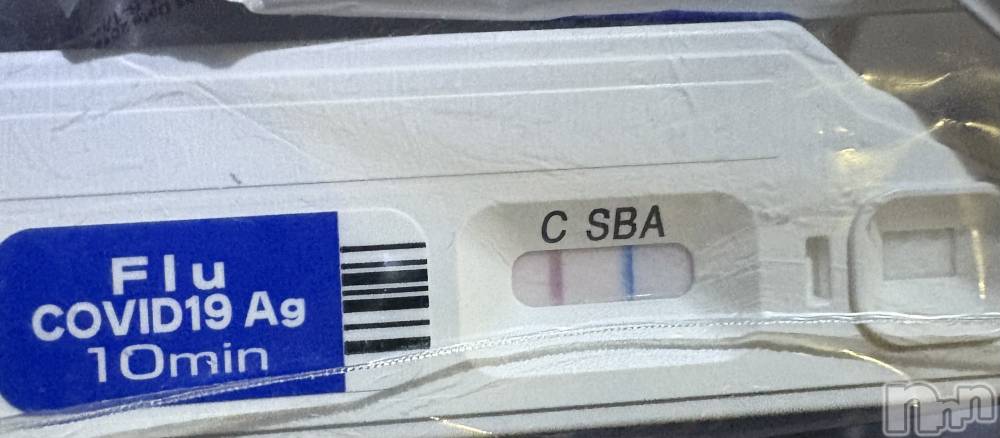 C SBA
Flu
COVID19 Ag
10min